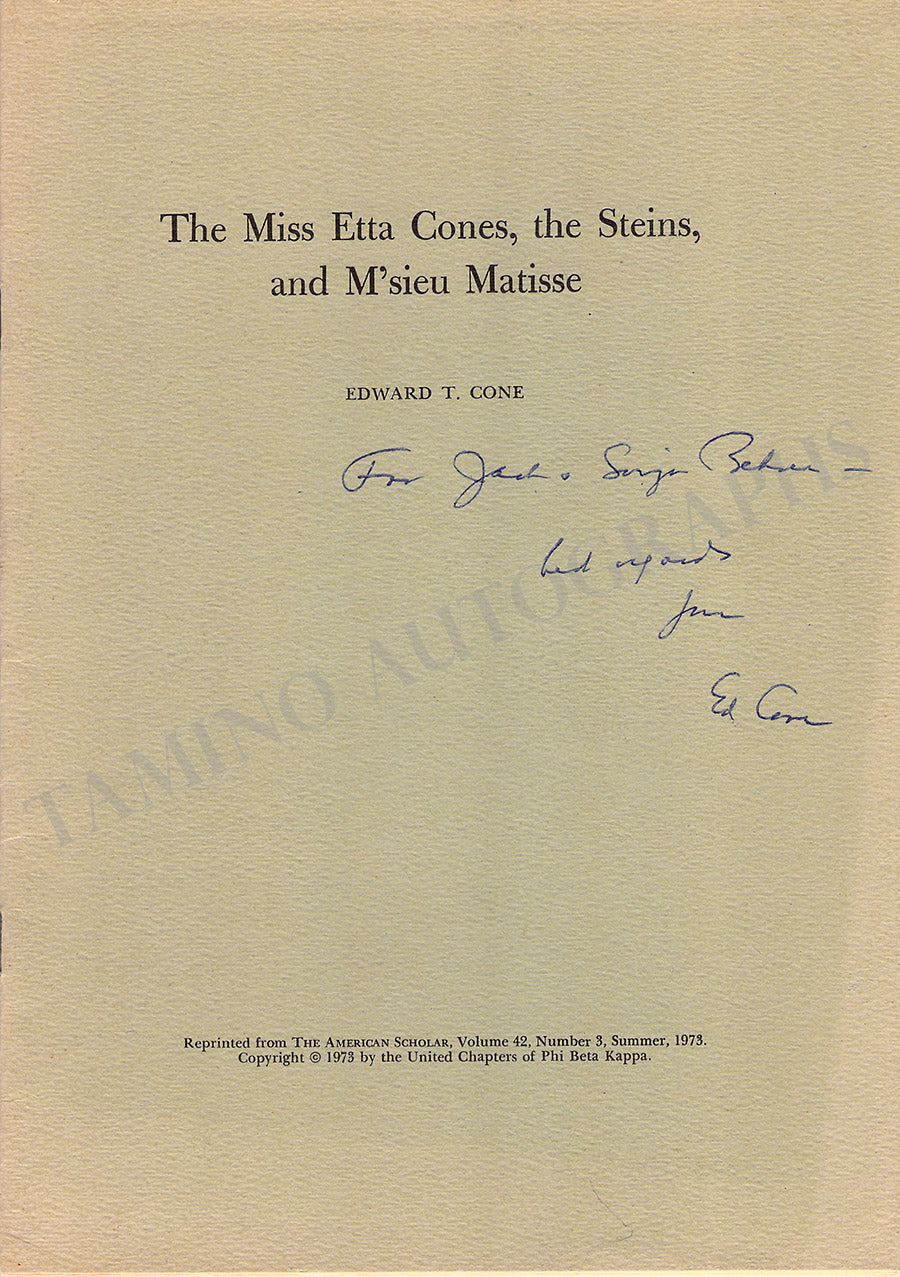 The Miss Etta Cones, the Steins,
and M'sieu Matisse
EDWARD T. CONE
For Jack & Sonja Behrens –
best regards
from
Ed Cone
TAMINO AUTOGRAPHS
Reprinted from THE AMERICAN SCHOLAR, Volume 42, Number 3, Summer, 1973.
Copyright © 1973 by the United Chapters of Phi Beta Kappa.